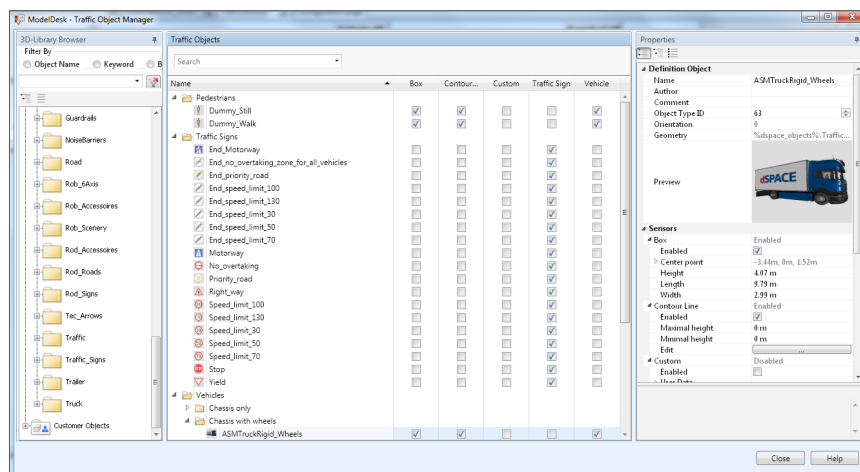 ModelDesk - Traffic Object Manager
3D-Library Browser
Filter By
Object Name
Keyword
B
Guardrails
NoiseBarriers
Road
Rob_6Axis
Rob_Accessoires
Rob_Scenery
Rod_Accessoires
Rod_Roads
Rod_Signs
Tec_Arrows
Traffic
Traffic_Signs
Trailer
Truck
Customer Objects
Traffic Objects
Search
Name Box Contour... Custom Traffic Sign Vehicle
Pedestrians
Dummy_Still
Dummy_Walk
Traffic Signs
End_Motorway
End_no_overtaking_zone_for_all_vehicles
End_priority_road
End_speed_limit_100
End_speed_limit_130
End_speed_limit_30
End_speed_limit_50
End_speed_limit_70
Motorway
No_overtaking
Priority_road
Right_way
Speed_limit_100
Speed_limit_130
Speed_limit_30
Speed_limit_50
Speed_limit_70
Stop
Yield
Vehicles
Chassis only
Chassis with wheels
ASMTruckRigid_Wheels
Properties
Definition Object
Name ASMTruckRigid_Wheels
Author
Comment
Object Type ID 63
Orientation 0
Geometry %dspace_objects%\Traffic...
Preview
dSPACE
Sensors
Box Enabled
Enabled
Center point -3.44m, 0m, 1.52m
Height 4.07 m
Length 9.79 m
Width 2.99 m
Contour Line Enabled
Enabled
Maximal height 0 m
Minimal height 0 m
Edit ...
Custom Disabled
Enabled
User Data
Close Help